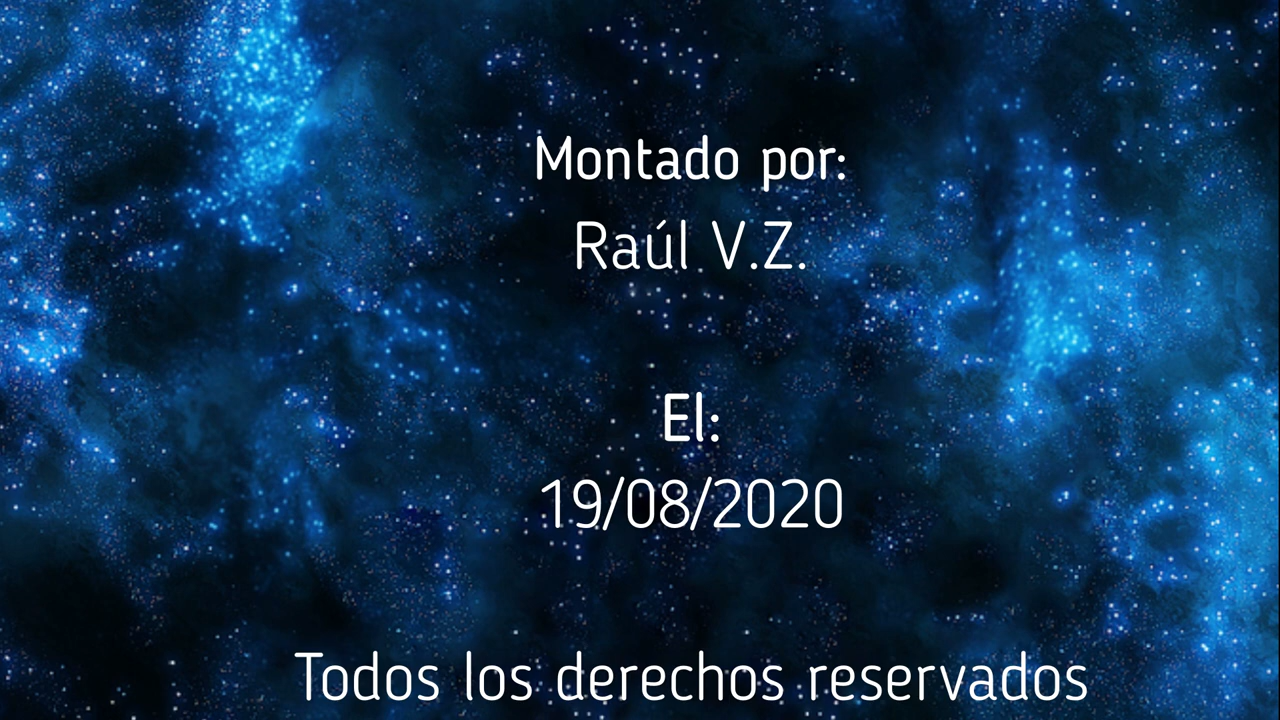 Montado por:
Raúl V.Z.
El:
19/08/2020
Todos los derechos reservados